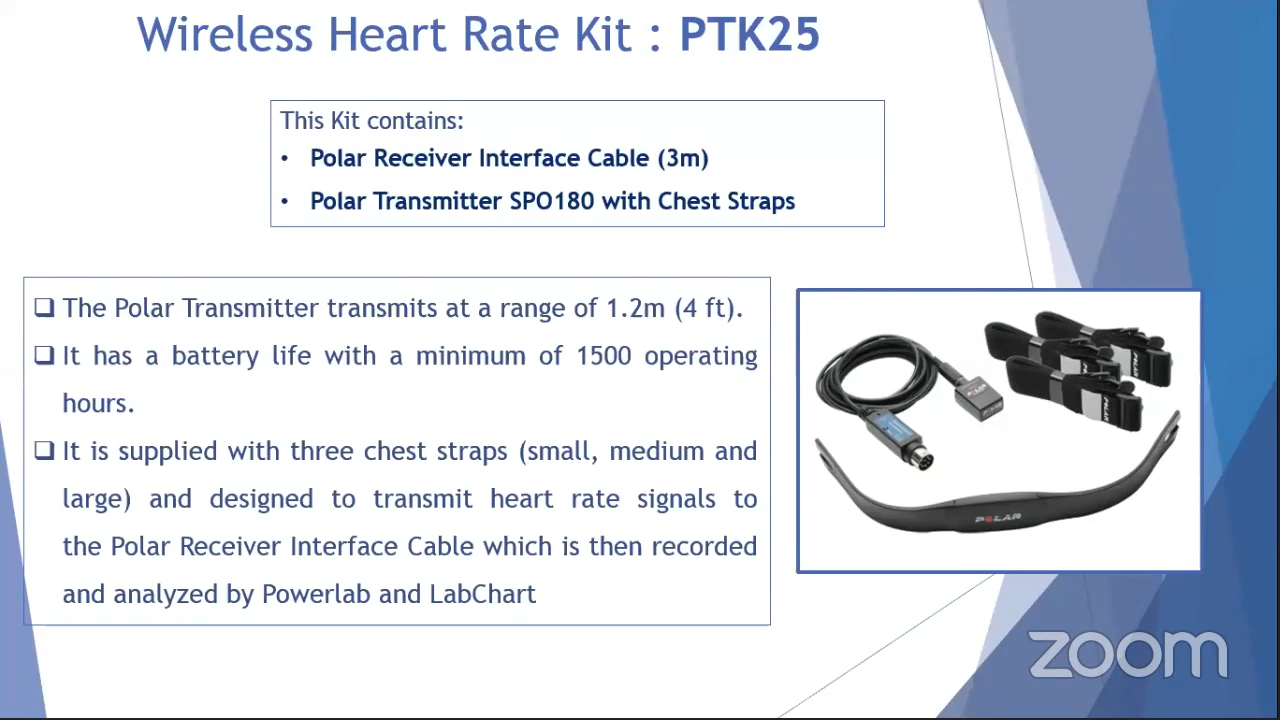 Wireless Heart Rate Kit : PTK25
This Kit contains:
• Polar Receiver Interface Cable (3m)
• Polar Transmitter SPO180 with Chest Straps
❑ The Polar Transmitter transmits at a range of 1.2m (4 ft).
❑ It has a battery life with a minimum of 1500 operating
hours.
❑ It is supplied with three chest straps (small, medium and
large) and designed to transmit heart rate signals to
the Polar Receiver Interface Cable which is then recorded
and analyzed by Powerlab and LabChart
POLAR
POLAR
POLAR
POLAR
zoom